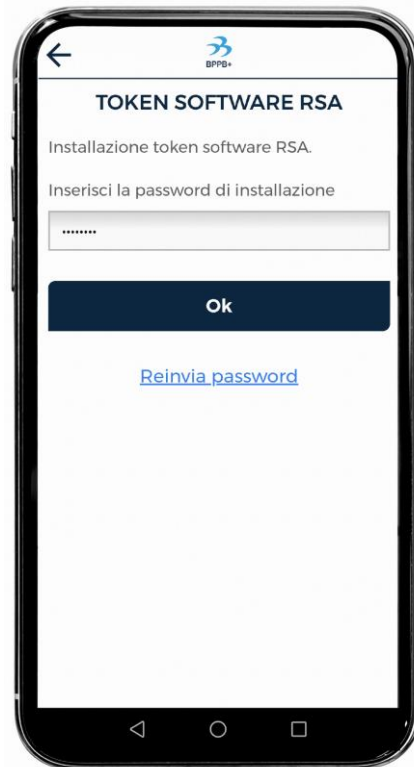 BPPB+
TOKEN SOFTWARE RSA
Installazione token software RSA.
Inserisci la password di installazione
••••••••
Ok
Reinvia password